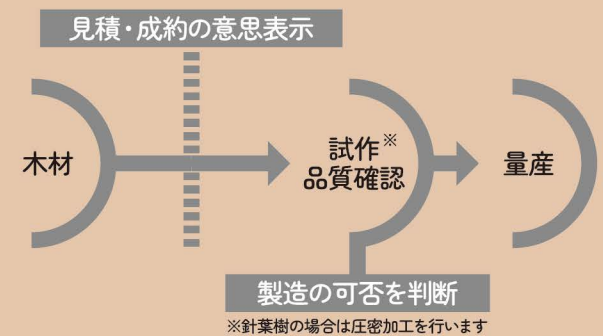 見積・成約の意思表示
木材
試作※
品質確認
量産
製造の可否を判断
※針葉樹の場合は圧密加工を行います